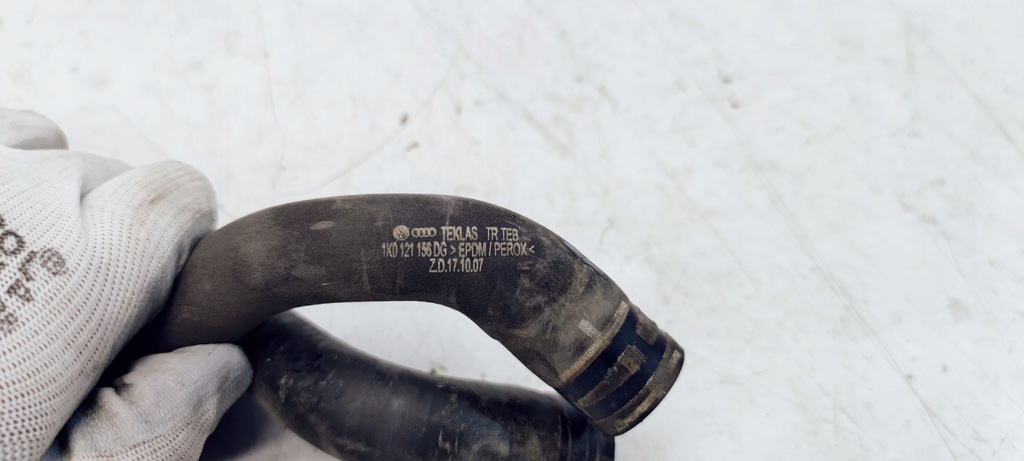 TEKLAS TR TEB
1K0 121 156 DG > EPDM / PEROX <
Z.D.17.10.07